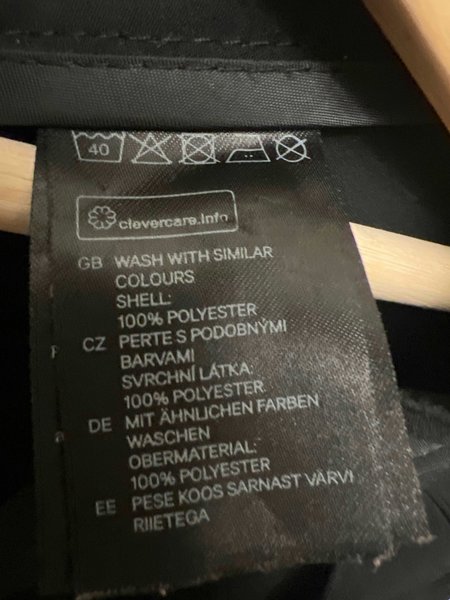 40
clevercare.info
GB WASH WITH SIMILAR
COLOURS
SHELL:
100% POLYESTER
CZ PERTE S PODOBNÝMI
BARVAMI
SVRCHNÍ LÁTKA:
100% POLYESTER
DE MIT ÄHNLICHEN FARBEN
WASCHEN
OBERMATERIAL:
100% POLYESTER
EE PESE KOOS SARNAST VÄRVI
RIIETEGA